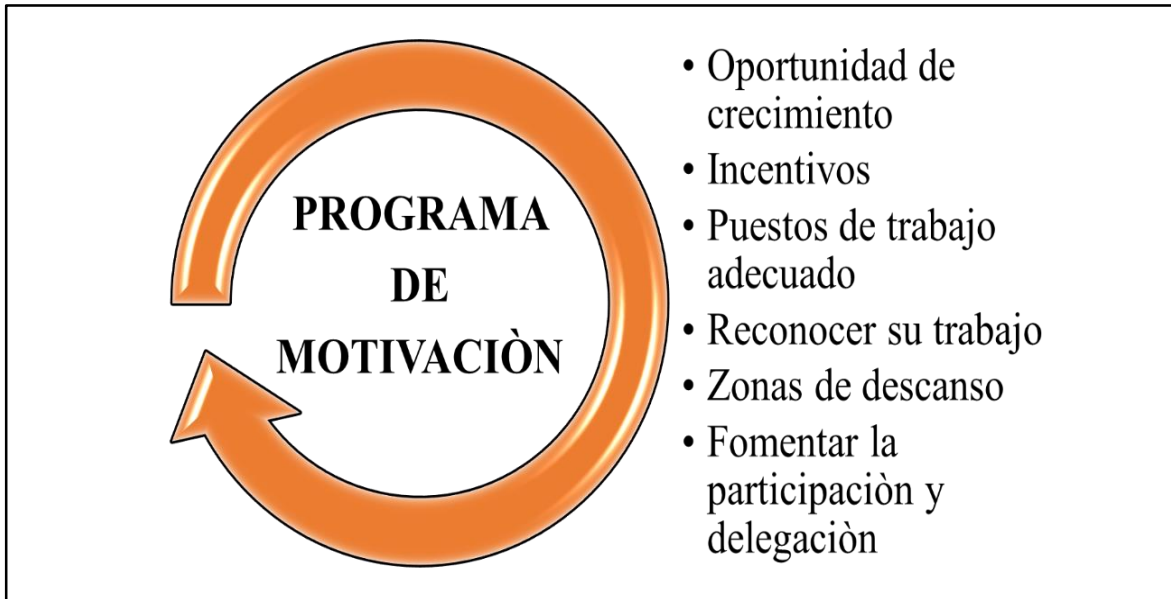 PROGRAMA
DE
MOTIVACIÒN
• Oportunidad de
crecimiento
• Incentivos
• Puestos de trabajo
adecuado
• Reconocer su trabajo
• Zonas de descanso
• Fomentar la
participaciòn y
delegaciòn